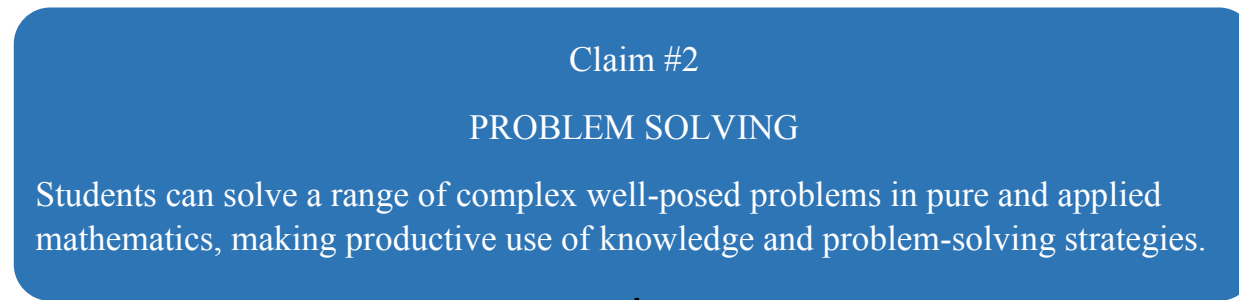 Claim #2
PROBLEM SOLVING
Students can solve a range of complex well-posed problems in pure and applied
mathematics, making productive use of knowledge and problem-solving strategies.